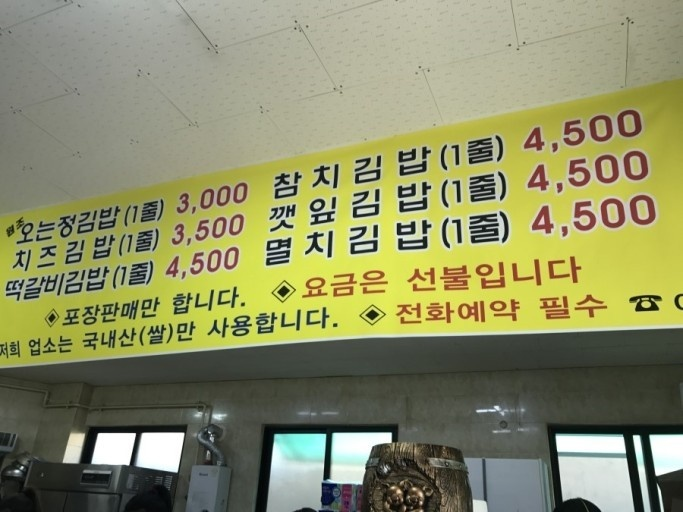 원조 오는정김밥 (1줄) 3,000
치즈김밥 (1줄) 3,500
떡갈비김밥 (1줄) 4,500
참치김밥 (1줄) 4,500
깻잎김밥 (1줄) 4,500
멸치김밥 (1줄) 4,500
포장판매만 합니다.
요금은 선불입니다
저희 업소는 국내산(쌀)만 사용합니다.
전화예약 필수 ☎